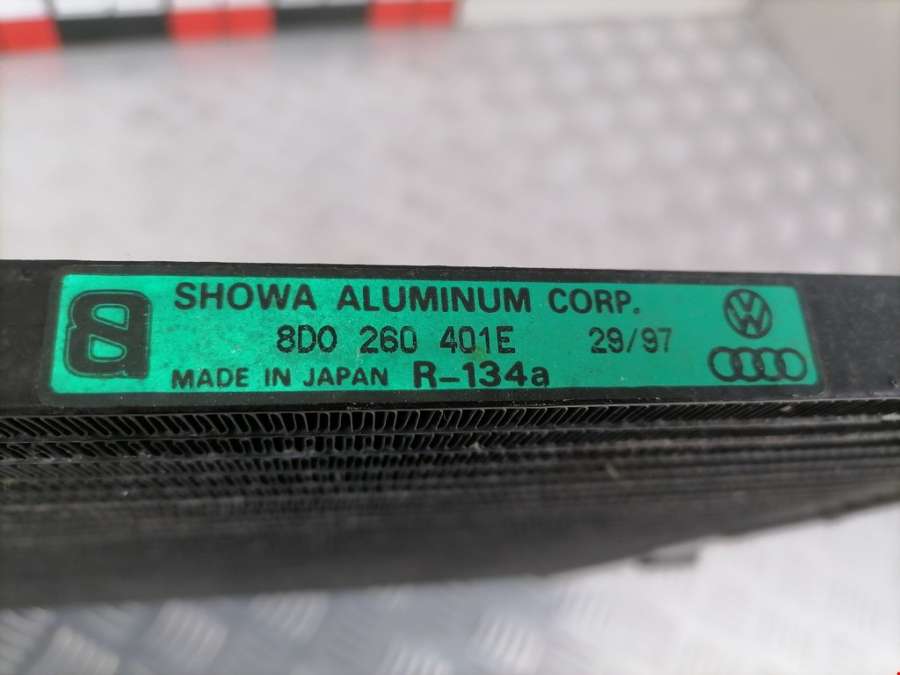 SHOWA ALUMINUM CORP.
8D0 260 401E 29/97
MADE IN JAPAN R-134a